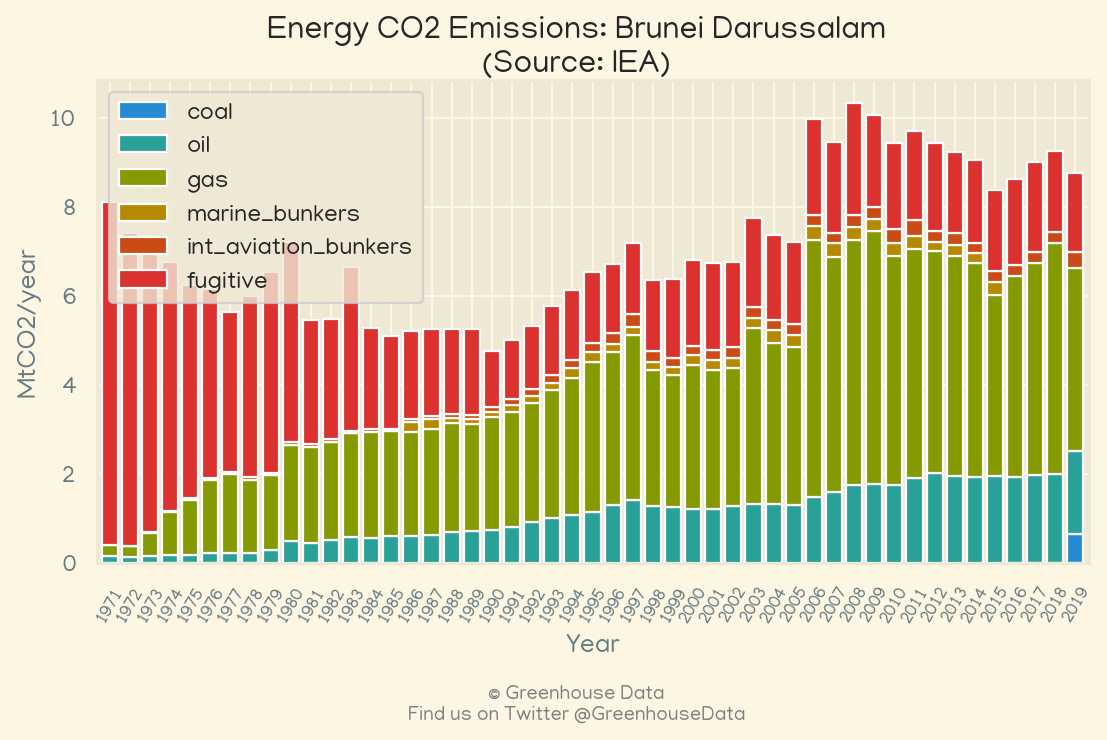 Energy CO2 Emissions: Brunei Darussalam
(Source: IEA)
coal
oil
gas
marine_bunkers
int_aviation_bunkers
fugitive
MtCO2/year
10
8
6
4
2
0
1971 1972 1973 1974 1975 1976 1977 1978 1979 1980 1981 1982 1983 1984 1985 1986 1987 1988 1989 1990 1991 1992 1993 1994 1995 1996 1997 1998 1999 2000 2001 2002 2003 2004 2005 2006 2007 2008 2009 2010 2011 2012 2013 2014 2015 2016 2017 2018 2019
Year
© Greenhouse Data
Find us on Twitter @GreenhouseData